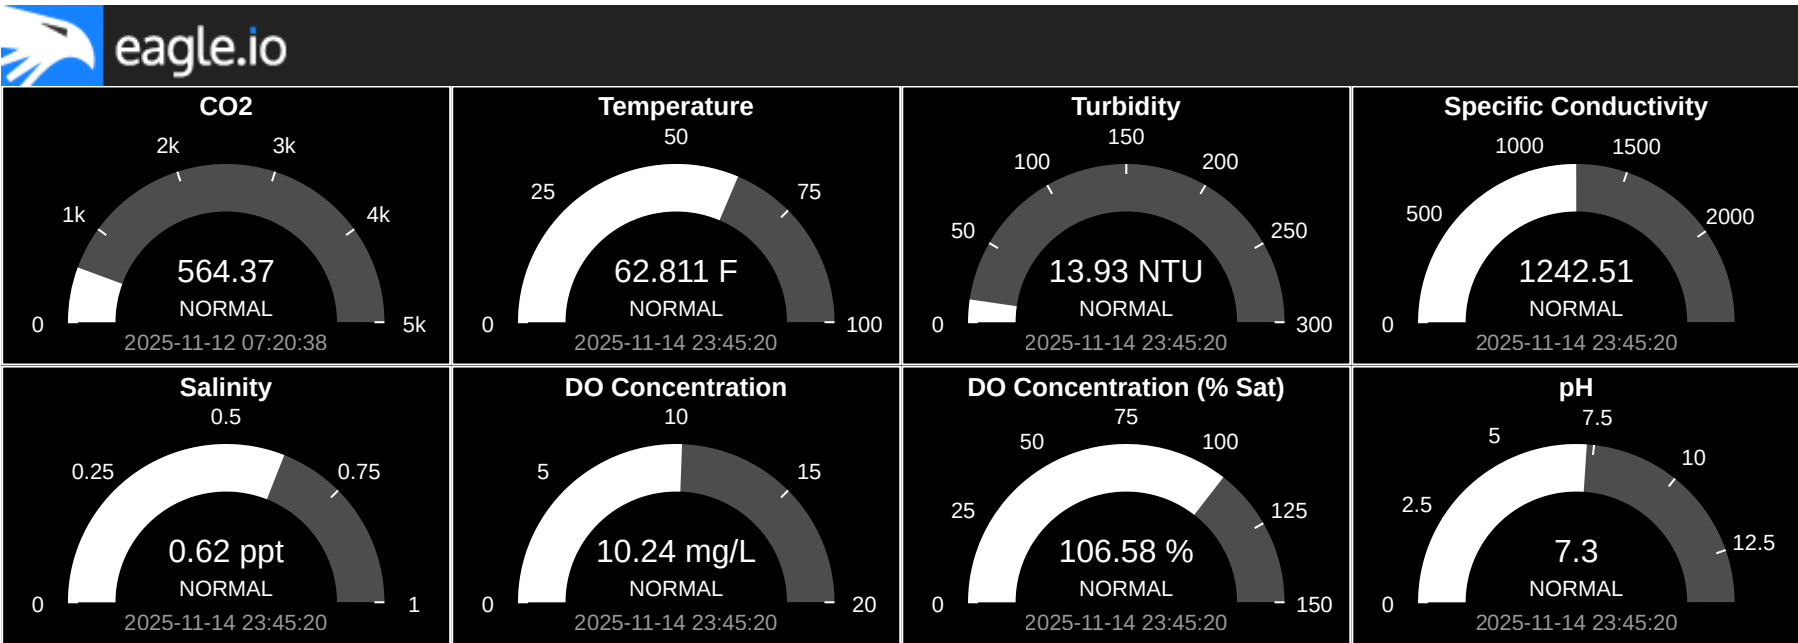 eagle.io
CO2
0
1k
2k
3k
4k
5k
564.37
NORMAL
2025-11-12 07:20:38
Temperature
0
25
50
75
100
62.811 F
NORMAL
2025-11-14 23:45:20
Turbidity
0
50
100
150
200
250
300
13.93 NTU
NORMAL
2025-11-14 23:45:20
Specific Conductivity
0
500
1000
1500
2000
1242.51
NORMAL
2025-11-14 23:45:20
Salinity
0
0.25
0.5
0.75
1
0.62 ppt
NORMAL
2025-11-14 23:45:20
DO Concentration
0
5
10
15
20
10.24 mg/L
NORMAL
2025-11-14 23:45:20
DO Concentration (% Sat)
0
25
50
75
100
125
150
106.58 %
NORMAL
2025-11-14 23:45:20
pH
0
2.5
5
7.5
10
12.5
7.3
NORMAL
2025-11-14 23:45:20